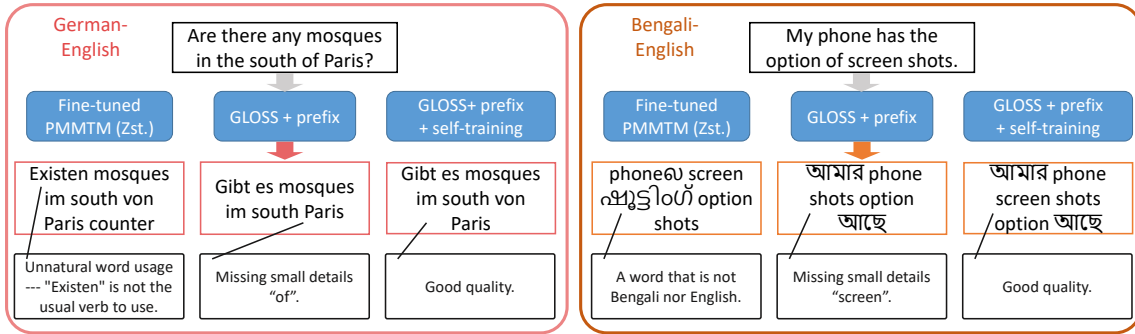 German-
English
Are there any mosques
in the south of Paris?
Fine-tuned
PMMTM (Zst.)
GLOSS + prefix
GLOSS+ prefix
+ self-training
Existen mosques
im south von
Paris counter
Gibt es mosques
im south Paris
Gibt es mosques
im south von
Paris
Unnatural word usage
--- "Existen" is not the
usual verb to use.
Missing small details
“of”.
Good quality.
Bengali-
English
My phone has the
option of screen shots.
Fine-tuned
PMMTM (Zst.)
GLOSS + prefix
GLOSS+ prefix
+ self-training
phoneല screen
ഷൂട്ടിംഗ് option
shots
আমার phone
shots option
আছে
আমার phone
screen shots
option আছে
A word that is not
Bengali nor English.
Missing small details
“screen”.
Good quality.